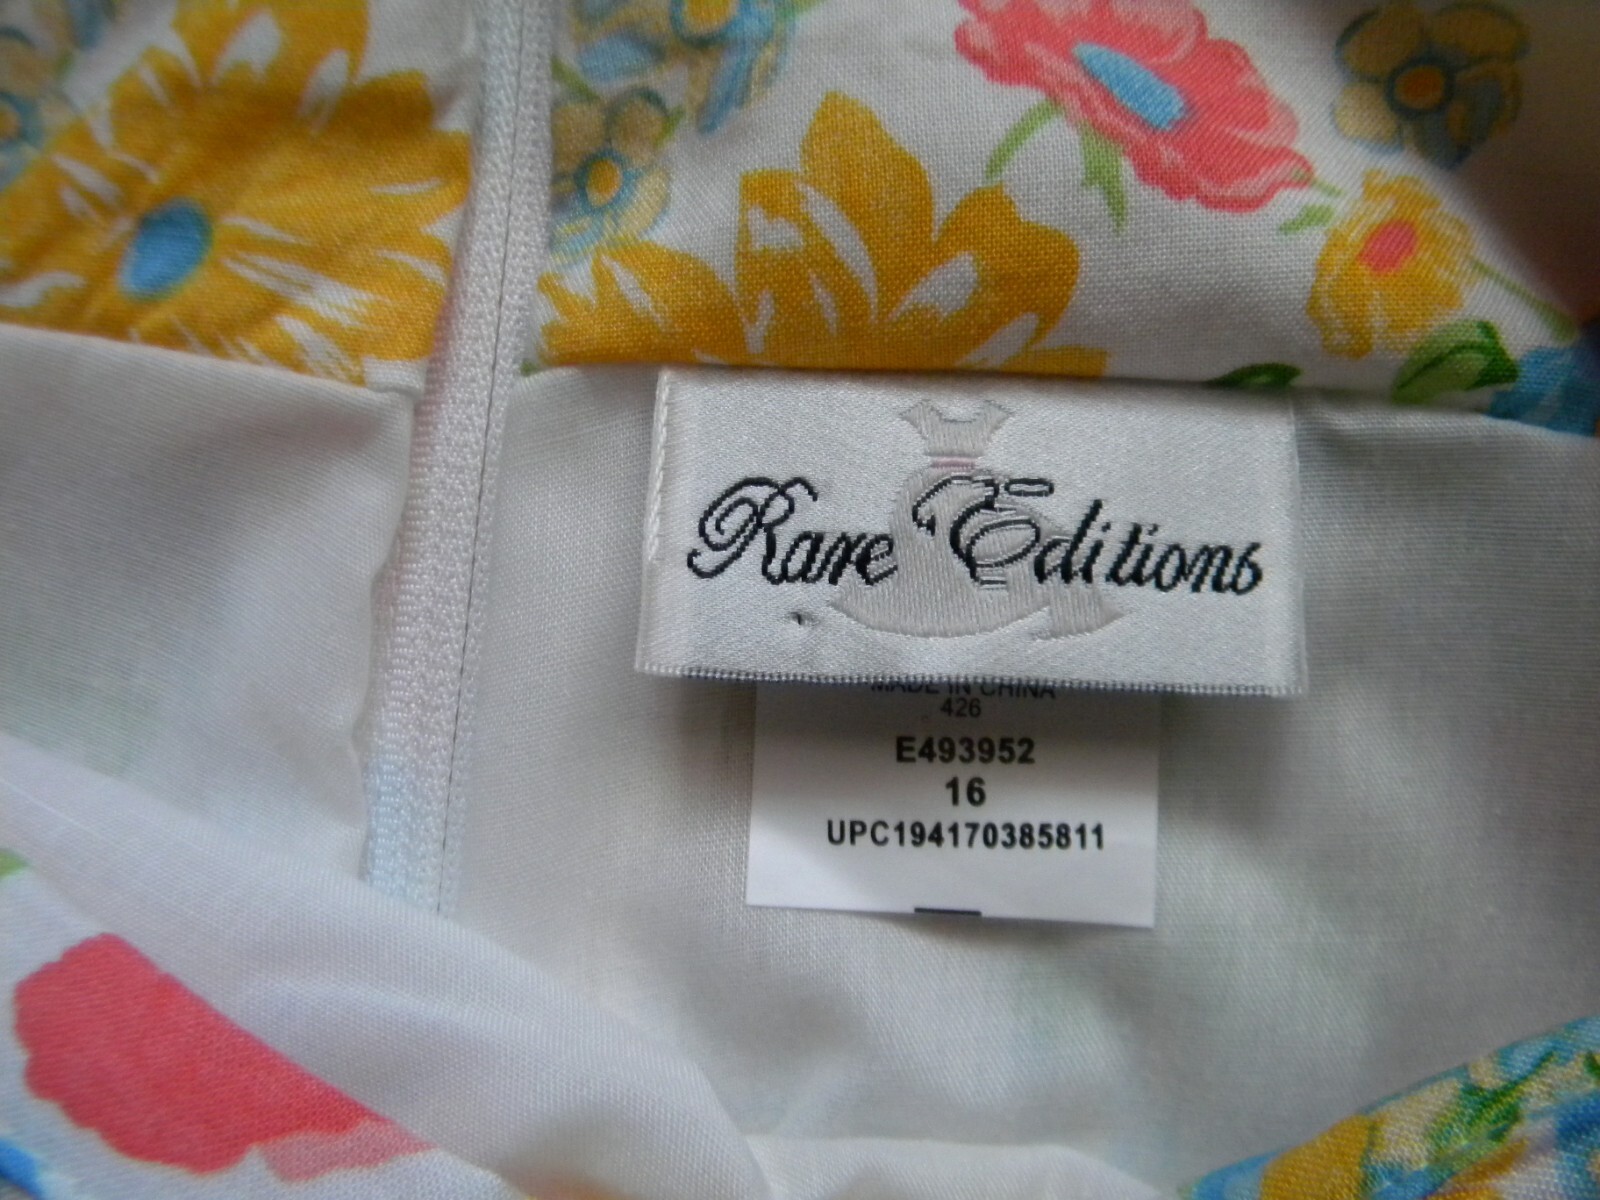 Rare Editions
MADE IN CHINA
426
E493952
16
UPC194170385811